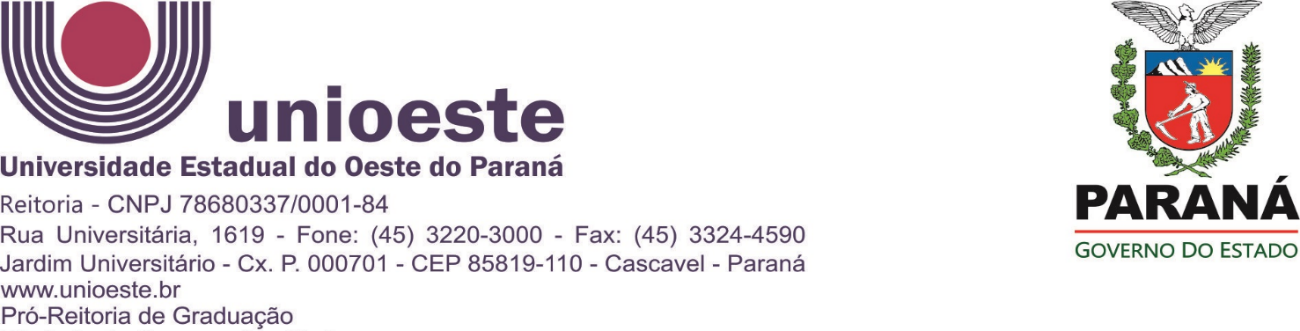 unioeste
Universidade Estadual do Oeste do Paraná
Reitoria - CNPJ 78680337/0001-84
Rua Universitária, 1619 - Fone: (45) 3220-3000 - Fax: (45) 3324-4590
Jardim Universitário - Cx. P. 000701 - CEP 85819-110 - Cascavel - Paraná
www.unioeste.br
Pró-Reitoria de Graduação
PARANÁ
GOVERNO DO ESTADO